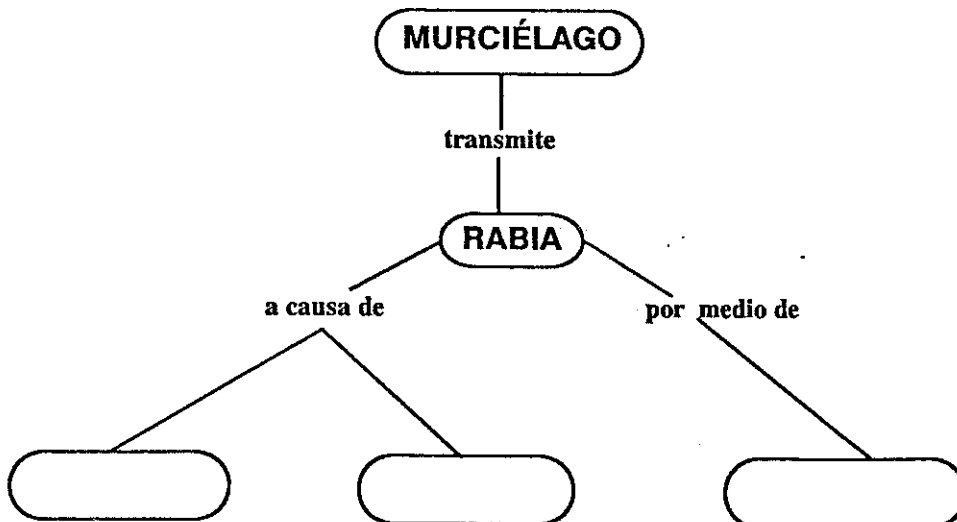 MURCIÉLAGO
transmite
RABIA
a causa de
por medio de